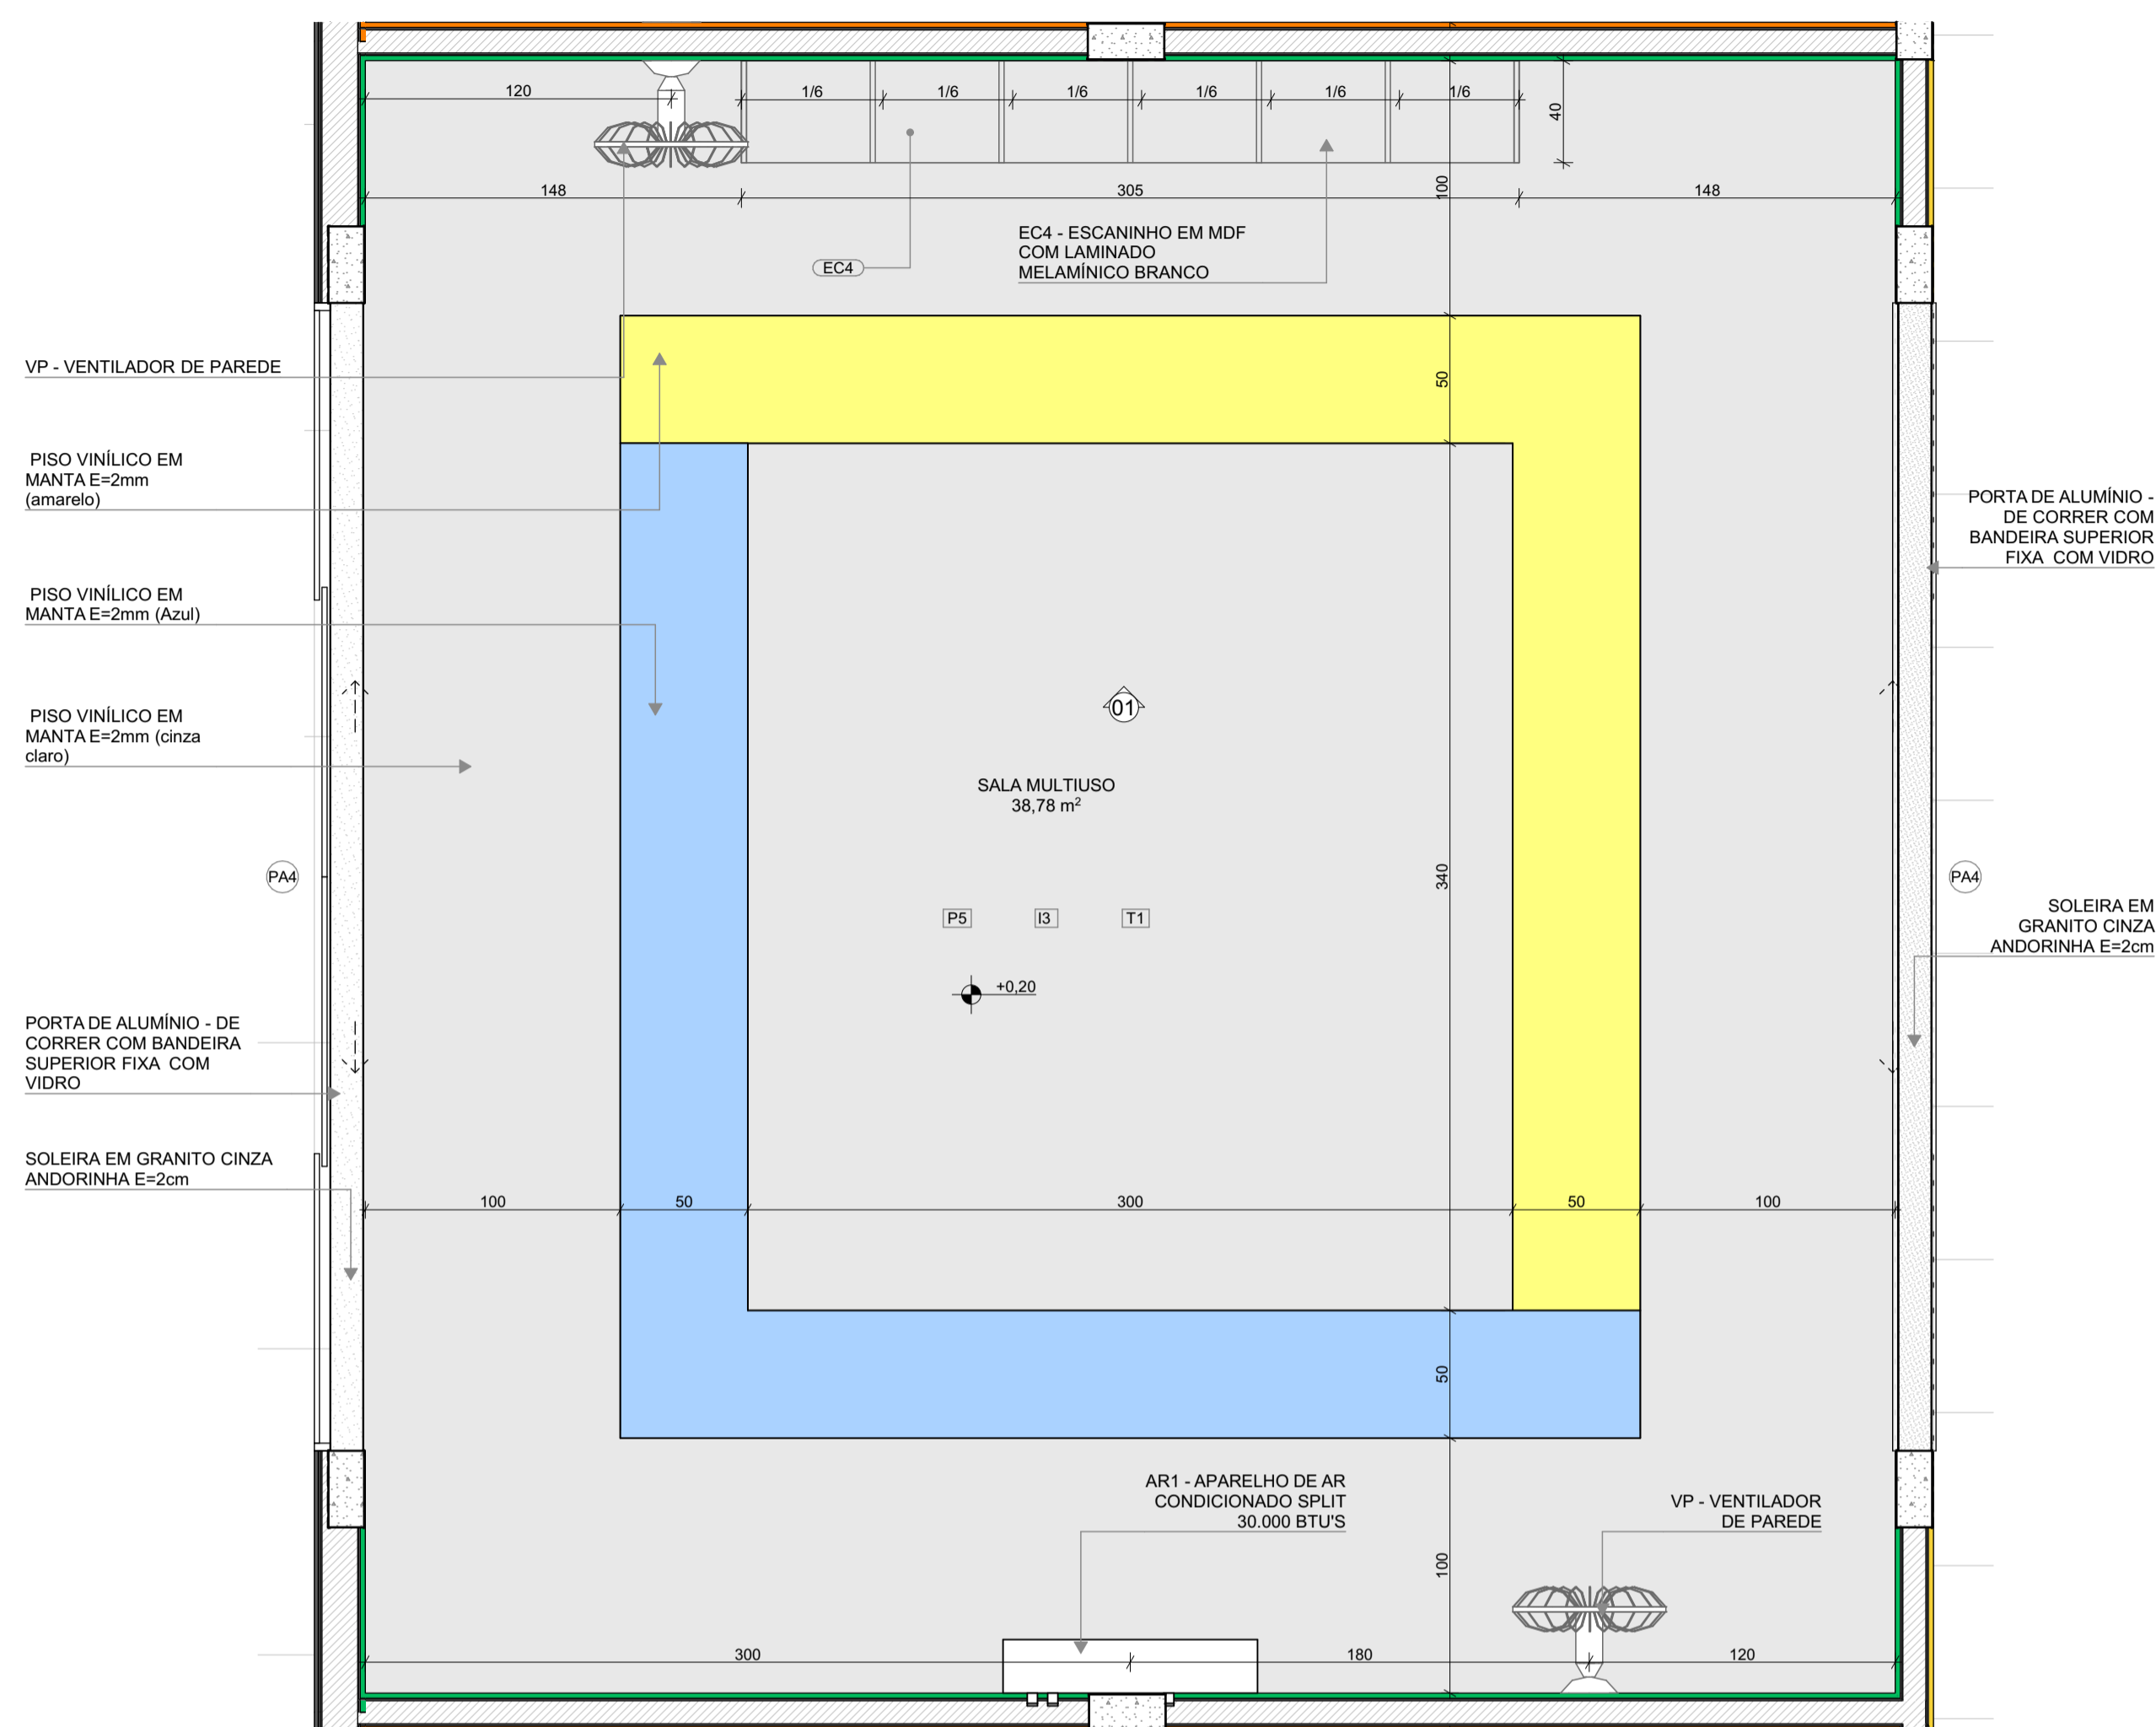 120
1/6
1/6
1/6
1/6
1/6
1/6
40
148
305
148
100
EC4 - ESCANINHO EM MDF
COM LAMINADO
MELAMÍNICO BRANCO
EC4
VP - VENTILADOR DE PAREDE
50
PISO VINÍLICO EM
MANTA E=2mm
(amarelo)
PORTA DE ALUMÍNIO -
DE CORRER COM
BANDEIRA SUPERIOR
FIXA COM VIDRO
PISO VINÍLICO EM
MANTA E=2mm (Azul)
PISO VINÍLICO EM
MANTA E=2mm (cinza
claro)
01
SALA MULTIUSO
38,78 m²
PA4
340
PA4
P5
I3
T1
SOLEIRA EM
GRANITO CINZA
ANDORINHA E=2cm
+0,20
PORTA DE ALUMÍNIO - DE
CORRER COM BANDEIRA
SUPERIOR FIXA COM
VIDRO
SOLEIRA EM GRANITO CINZA
ANDORINHA E=2cm
100
50
300
50
100
50
AR1 - APARELHO DE AR
CONDICIONADO SPLIT
30.000 BTU'S
VP - VENTILADOR
DE PAREDE
100
300
180
120